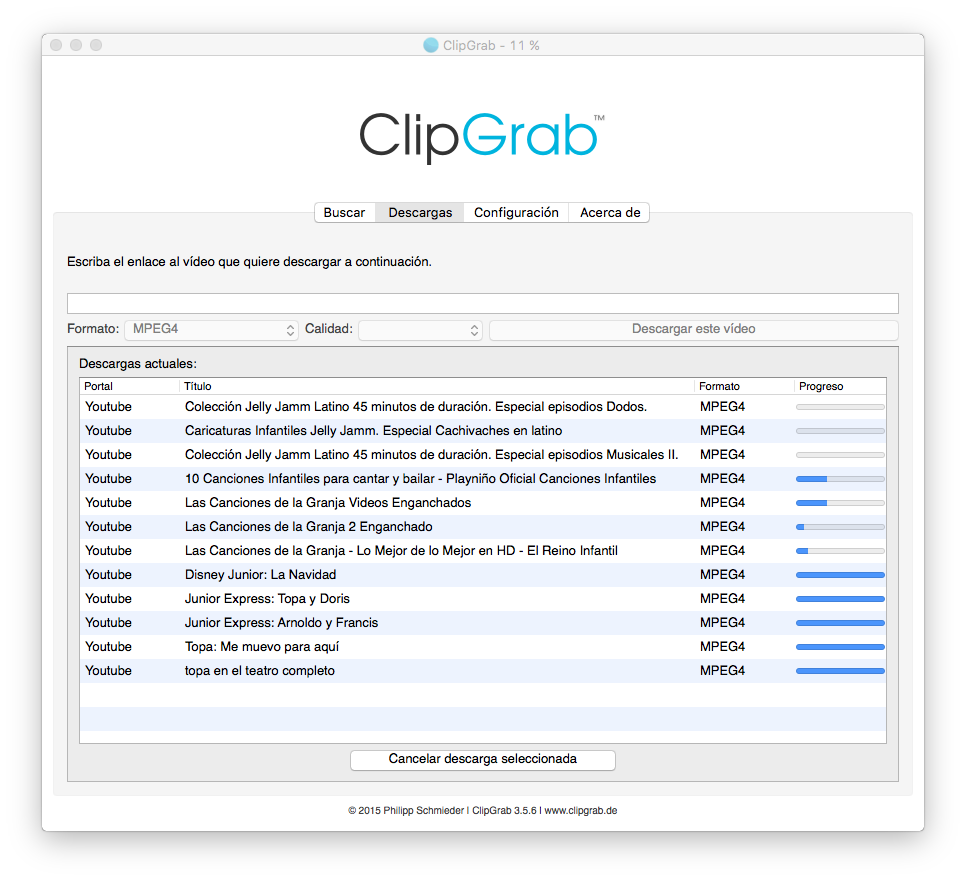 ClipGrab - 11 %
ClipGrab™
Buscar Descargas Configuración Acerca de
Escriba el enlace al vídeo que quiere descargar a continuación.
Formato: MPEG4 Calidad: Descargar este vídeo
Descargas actuales:
Portal Título Formato Progreso
Youtube Colección Jelly Jamm Latino 45 minutos de duración. Especial episodios Dodos. MPEG4
Youtube Caricaturas Infantiles Jelly Jamm. Especial Cachivaches en latino MPEG4
Youtube Colección Jelly Jamm Latino 45 minutos de duración. Especial episodios Musicales II. MPEG4
Youtube 10 Canciones Infantiles para cantar y bailar - Playniño Oficial Canciones Infantiles MPEG4
Youtube Las Canciones de la Granja Videos Enganchados MPEG4
Youtube Las Canciones de la Granja 2 Enganchado MPEG4
Youtube Las Canciones de la Granja - Lo Mejor de lo Mejor en HD - El Reino Infantil MPEG4
Youtube Disney Junior: La Navidad MPEG4
Youtube Junior Express: Topa y Doris MPEG4
Youtube Junior Express: Arnoldo y Francis MPEG4
Youtube Topa: Me muevo para aquí MPEG4
Youtube topa en el teatro completo MPEG4
Cancelar descarga seleccionada
© 2015 Philipp Schmieder | ClipGrab 3.5.6 | www.clipgrab.de